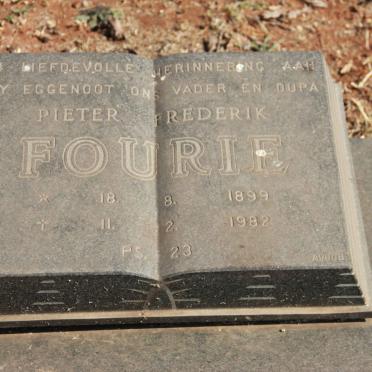 LIEFDEVOLLE HERINNERING AAN
MY EGGENOOT ONS VADER EN OUPA
PIETER FREDERIK
FOURIE
* 18. 8. 1899
† 11. 2. 1982
PS. 23